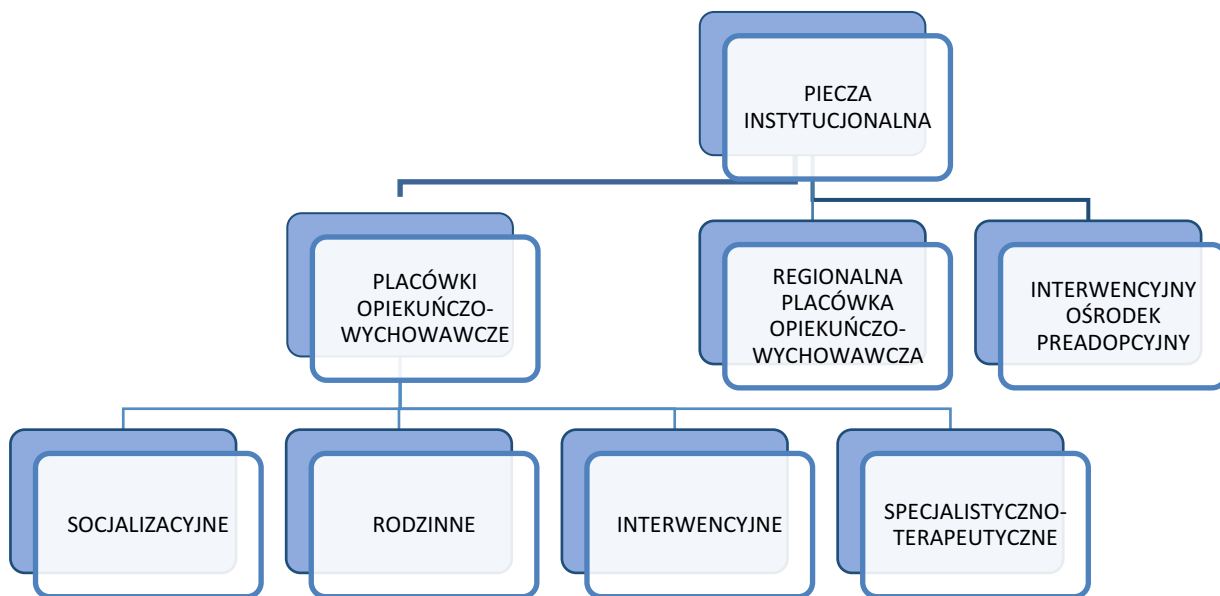 PIECZA
INSTYTUCJONALNA
PLACÓWKI
OPIEKUŃCZO-
WYCHOWAWCZE
REGIONALNA
PLACÓWKA
OPIEKUŃCZO-
WYCHOWAWCZA
INTERWENCYJNY
OŚRODEK
PREADOPCYJNY
SOCJALIZACYJNE
RODZINNE
INTERWENCYJNE
SPECJALISTYCZNO-
TERAPEUTYCZNE